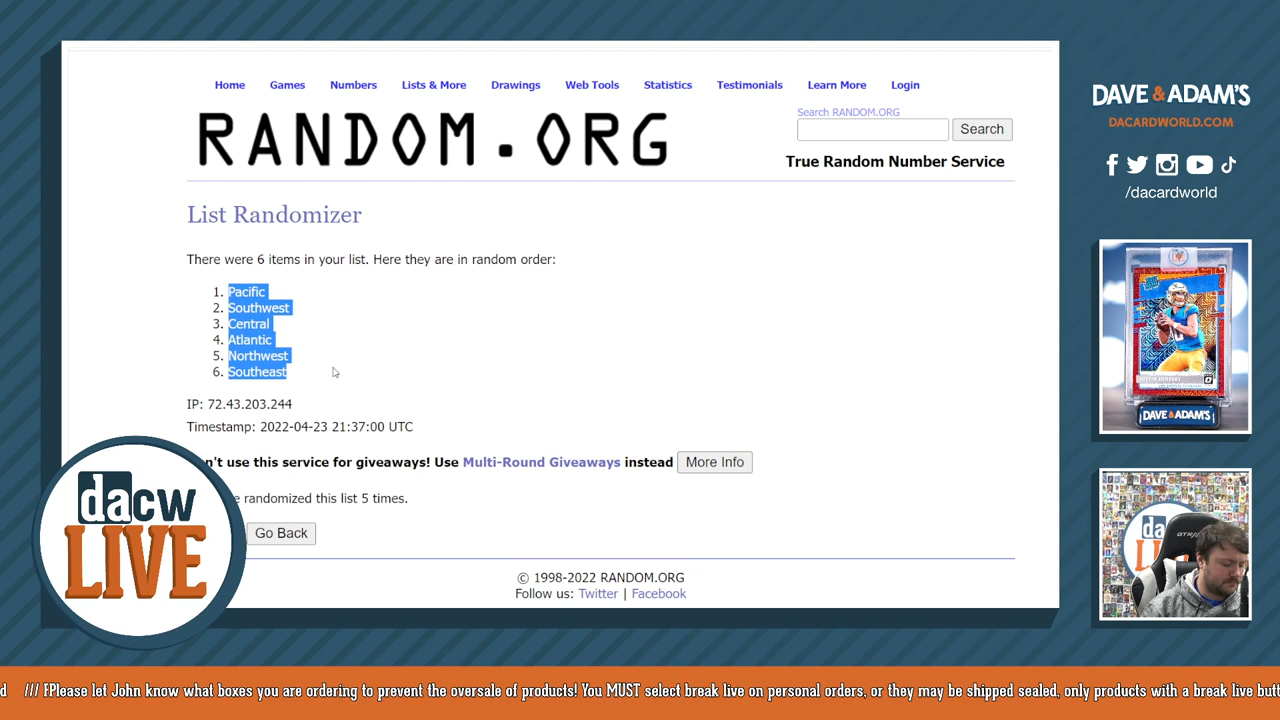 Home Games Numbers Lists & More Drawings Web Tools Statistics Testimonials Learn More Login
RANDOM.ORG
Search RANDOM.ORG
Search
True Random Number Service
List Randomizer
There were 6 items in your list. Here they are in random order:
1. Pacific
2. Southwest
3. Central
4. Atlantic
5. Northwest
6. Southeast
IP: 72.43.203.244
Timestamp: 2022-04-23 21:37:00 UTC
n't use this service for giveaways! Use Multi-Round Giveaways instead More Info
e randomized this list 5 times.
Go Back
© 1998-2022 RANDOM.ORG
Follow us: Twitter | Facebook
dacw
LIVE
DAVE & ADAM'S
DACARDWORLD.COM
/dacardworld
DAVE & ADAM'S
da
LIVE
d /// FPlease let John know what boxes you are ordering to prevent the oversale of products! You MUST select break live on personal orders, or they may be shipped sealed, only products with a break live butt